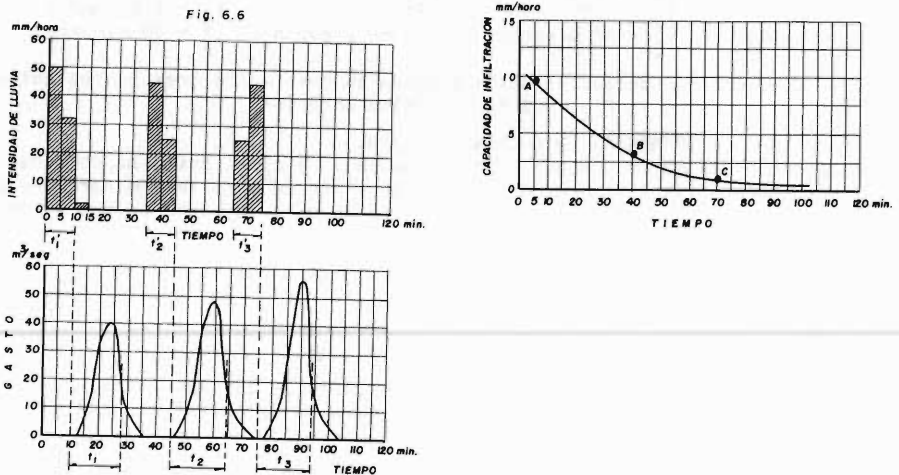 Fig. 6.6
mm/hora
INTENSIDAD DE LLUVIA
60
50
40
30
20
10
0
0 5 10 15 20 30 40 50 60 70 80 90 100 120 min.
TIEMPO
t'1
t'2
t'3
m³/seg
GASTO
60
50
40
30
20
10
0
0 10 20 30 40 50 60 70 80 90 100 120 min.
t1
t2
t3
TIEMPO
mm/hora
CAPACIDAD DE INFILTRACION
15
10
5
0
A
B
C
0 5 10 20 30 40 50 60 70 80 90 100 120 min.
TIEMPO